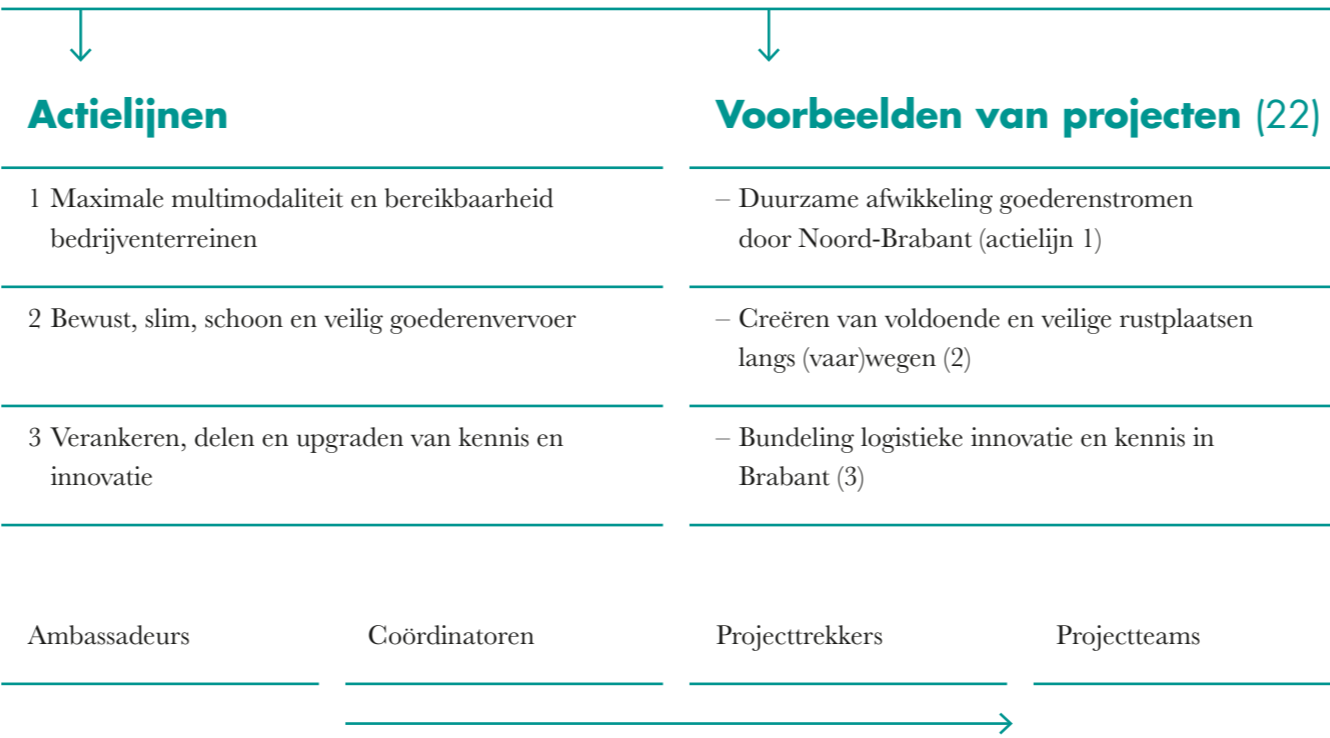 Actielijnen
1 Maximale multimodaliteit en bereikbaarheid
bedrijventerreinen
2 Bewust, slim, schoon en veilig goederenvervoer
3 Verankeren, delen en upgraden van kennis en
innovatie
Voorbeelden van projecten (22)
– Duurzame afwikkeling goederenstromen
door Noord-Brabant (actielijn 1)
– Creëren van voldoende en veilige rustplaatsen
langs (vaar)wegen (2)
– Bundeling logistieke innovatie en kennis in
Brabant (3)
Ambassadeurs
Coördinatoren
Projecttrekkers
Projectteams